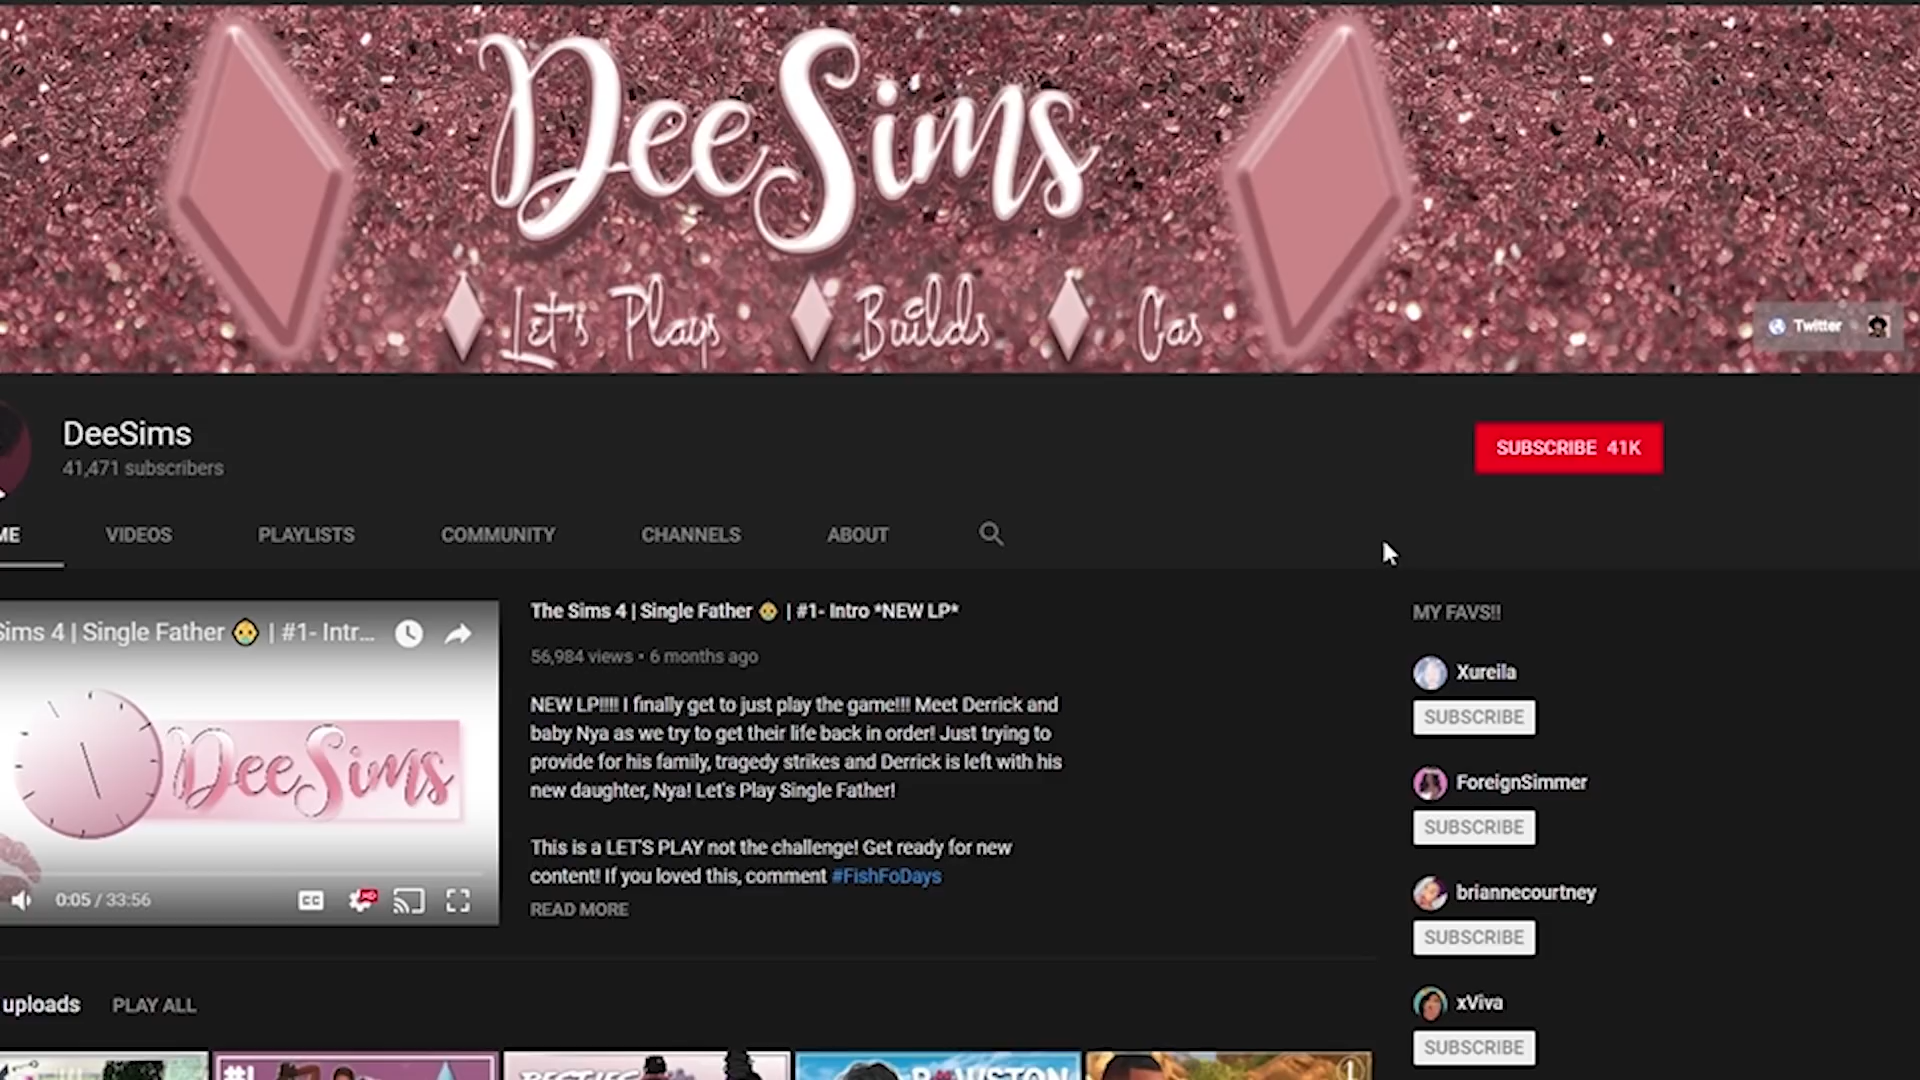 DeeSims
Let's Plays Builds Cas
Twitter
DeeSims
41,471 subscribers
SUBSCRIBE 41K
ME VIDEOS PLAYLISTS COMMUNITY CHANNELS ABOUT
Sims 4 | Single Father 👶 | #1- Intr...
DeeSims
0:05 / 33:56
CC
HD
The Sims 4 | Single Father 👶 | #1- Intro *NEW LP*
56,984 views • 6 months ago
NEW LP!!!! I finally get to just play the game!!! Meet Derrick and
baby Nya as we try to get their life back in order! Just trying to
provide for his family, tragedy strikes and Derrick is left with his
new daughter, Nya! Let's Play Single Father!
This is a LET'S PLAY not the challenge! Get ready for new
content! If you loved this, comment #FishFoDays
READ MORE
MY FAVS!!
Xureila
SUBSCRIBE
ForeignSimmer
SUBSCRIBE
briannecourtney
SUBSCRIBE
xViva
SUBSCRIBE
uploads PLAY ALL
#1
BESTIES